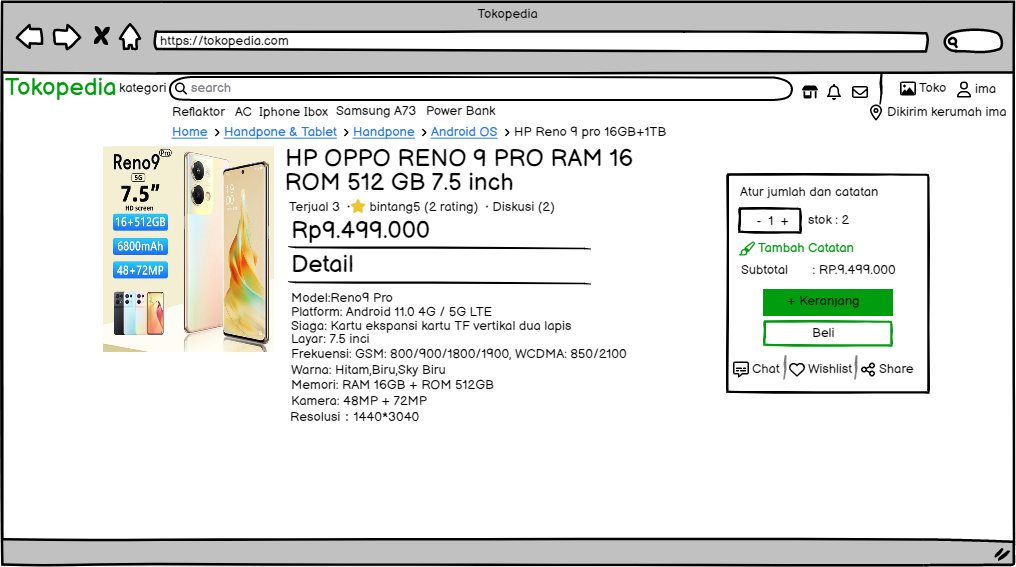 Tokopedia
https://tokopedia.com
Tokopedia kategori search Toko ima
Reflaktor AC Iphone Ibox Samsung A73 Power Bank Dikirim kerumah ima
Home > Handpone & Tablet > Handpone > Android OS > HP Reno 9 pro 16GB+1TB
Reno9 Pro
5G
7.5”
HD screen
16+512GB
6800mAh
48+72MP
HP OPPO RENO 9 PRO RAM 16
ROM 512 GB 7.5 inch
Terjual 3 · bintang5 (2 rating) · Diskusi (2)
Rp9.499.000
Detail
Model:Reno9 Pro
Platform: Android 11.0 4G / 5G LTE
Siaga: Kartu ekspansi kartu TF vertikal dua lapis
Layar: 7.5 inci
Frekuensi: GSM: 800/900/1800/1900, WCDMA: 850/2100
Warna: Hitam,Biru,Sky Biru
Memori: RAM 16GB + ROM 512GB
Kamera: 48MP + 72MP
Resolusi : 1440*3040
Atur jumlah dan catatan
- 1 + stok : 2
Tambah Catatan
Subtotal : RP.9.499.000
+ Keranjang
Beli
Chat Wishlist Share